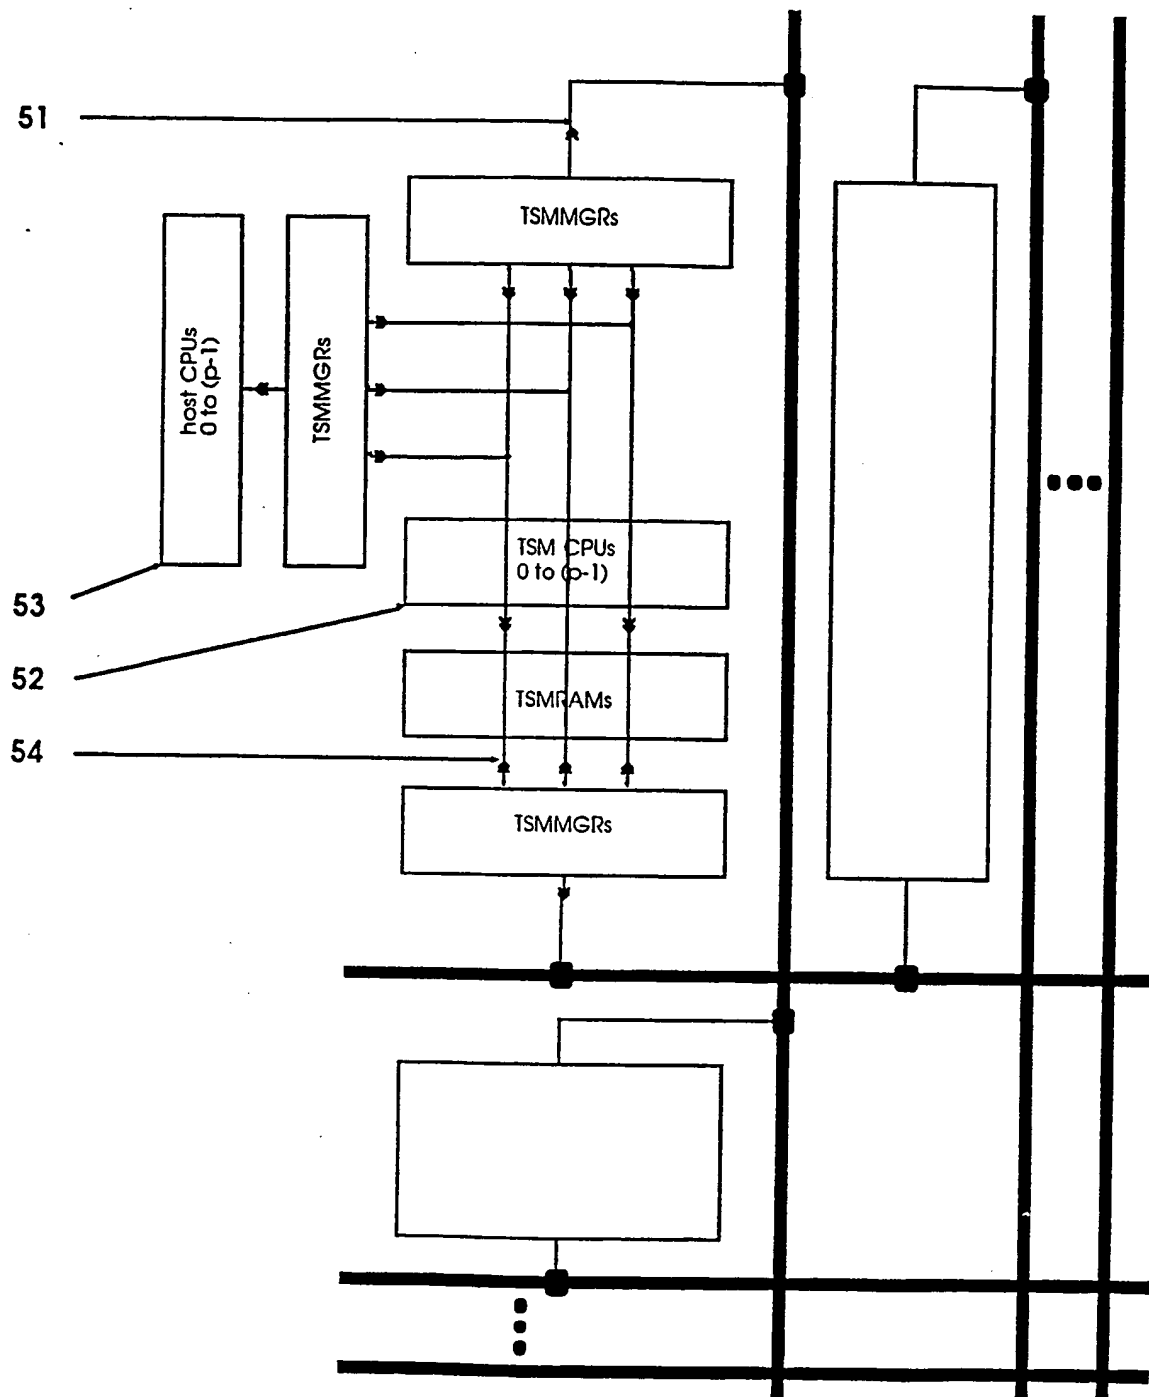 51
TSMMGRs
host CPUs
0 to (p-1)
TSMMGRs
TSM CPUs
0 to (p-1)
53
52
TSMRAMs
54
TSMMGRs